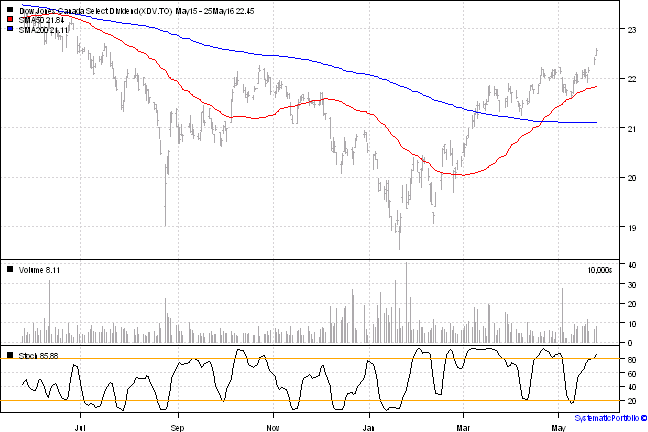 Dow Jones Canada Select Dividend(XDV.TO) May15 - 25May16 22.45
SMA50 21.84
SMA200 21.11
23
22
21
20
19
Volume 8.11
10,000s
40
30
20
10
0
Stoch 85.88
80
60
40
20
Jul Sep Nov Jan Mar May
SystematicPortfolio ©